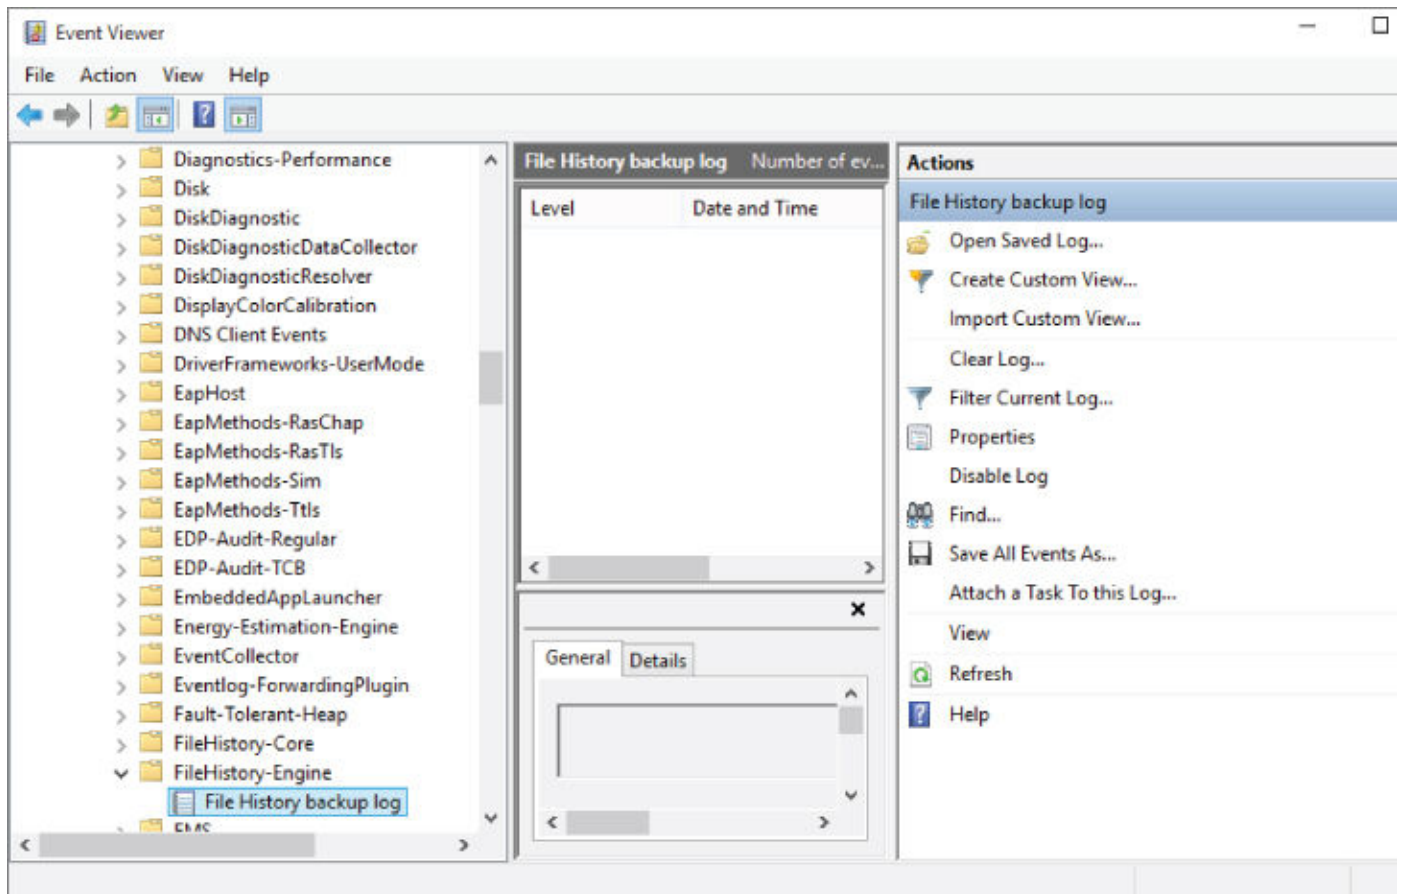 Event Viewer
File Action View Help
Diagnostics-Performance
Disk
DiskDiagnostic
DiskDiagnosticDataCollector
DiskDiagnosticResolver
DisplayColorCalibration
DNS Client Events
DriverFrameworks-UserMode
EapHost
EapMethods-RasChap
EapMethods-RasTls
EapMethods-Sim
EapMethods-Ttls
EDP-Audit-Regular
EDP-Audit-TCB
EmbeddedAppLauncher
Energy-Estimation-Engine
EventCollector
Eventlog-ForwardingPlugin
Fault-Tolerant-Heap
FileHistory-Core
FileHistory-Engine
File History backup log
File History backup log Number of ev...
Level Date and Time
General Details
Actions
File History backup log
Open Saved Log...
Create Custom View...
Import Custom View...
Clear Log...
Filter Current Log...
Properties
Disable Log
Find...
Save All Events As...
Attach a Task To this Log...
View
Refresh
Help